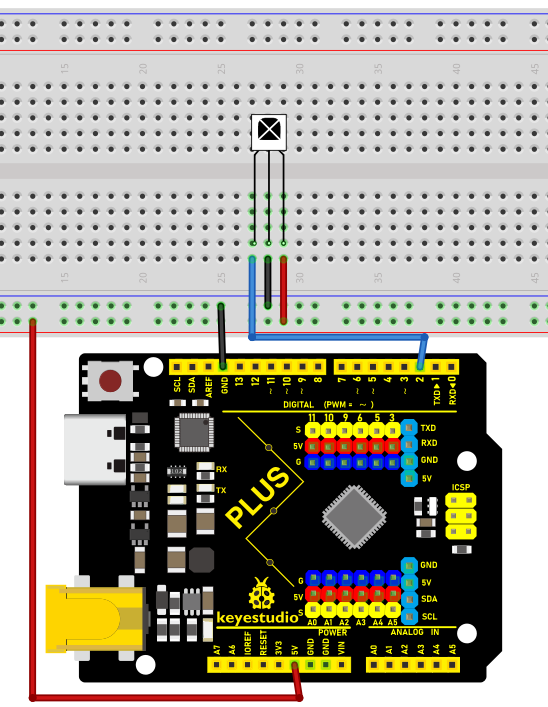 15 20 25 30 35 40 45
15 20 25 30 35 40 45
SCL SDA AREF GND 13 12 ~11 ~10 ~9 8 7 ~6 ~5 4 ~3 2 TXD▶1 RXD◀0
DIGITAL (PWM = ~)
11 10 9 6 5 3
S TXD
5V RXD
G GND
5V
RX
TX
ICSP
PLUS
G GND
5V 5V
SDA
S SCL
keyestudio
A0 A1 A2 A3 A4 A5
POWER ANALOG IN
A7 A6 IOREF RESET 3V3 5V GND GND VIN A0 A1 A2 A3 A4 A5